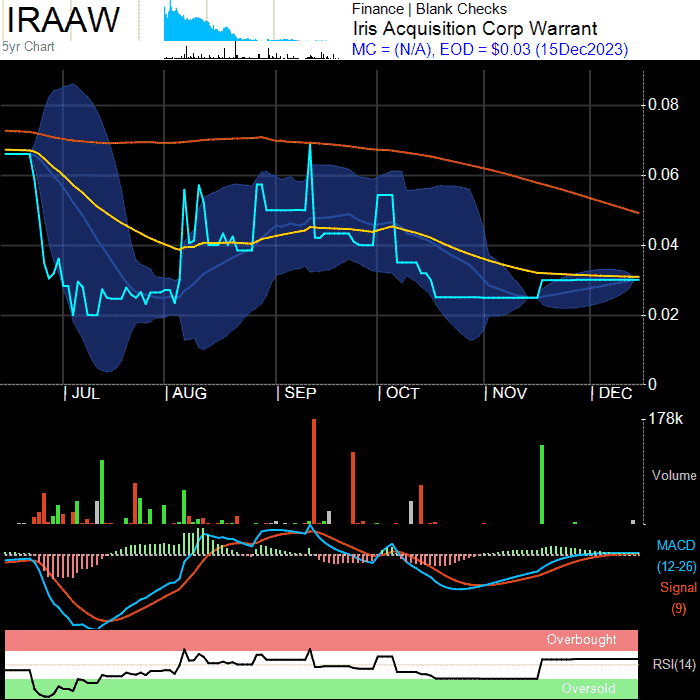 IRAAW
5yr Chart
Finance | Blank Checks
Iris Acquisition Corp Warrant
MC = (N/A), EOD = $0.03 (15Dec2023)
0.08
0.06
0.04
0.02
0
| JUL | AUG | SEP | OCT | NOV | DEC
178k
Volume
MACD
(12-26)
Signal
(9)
Overbought
RSI(14)
Oversold